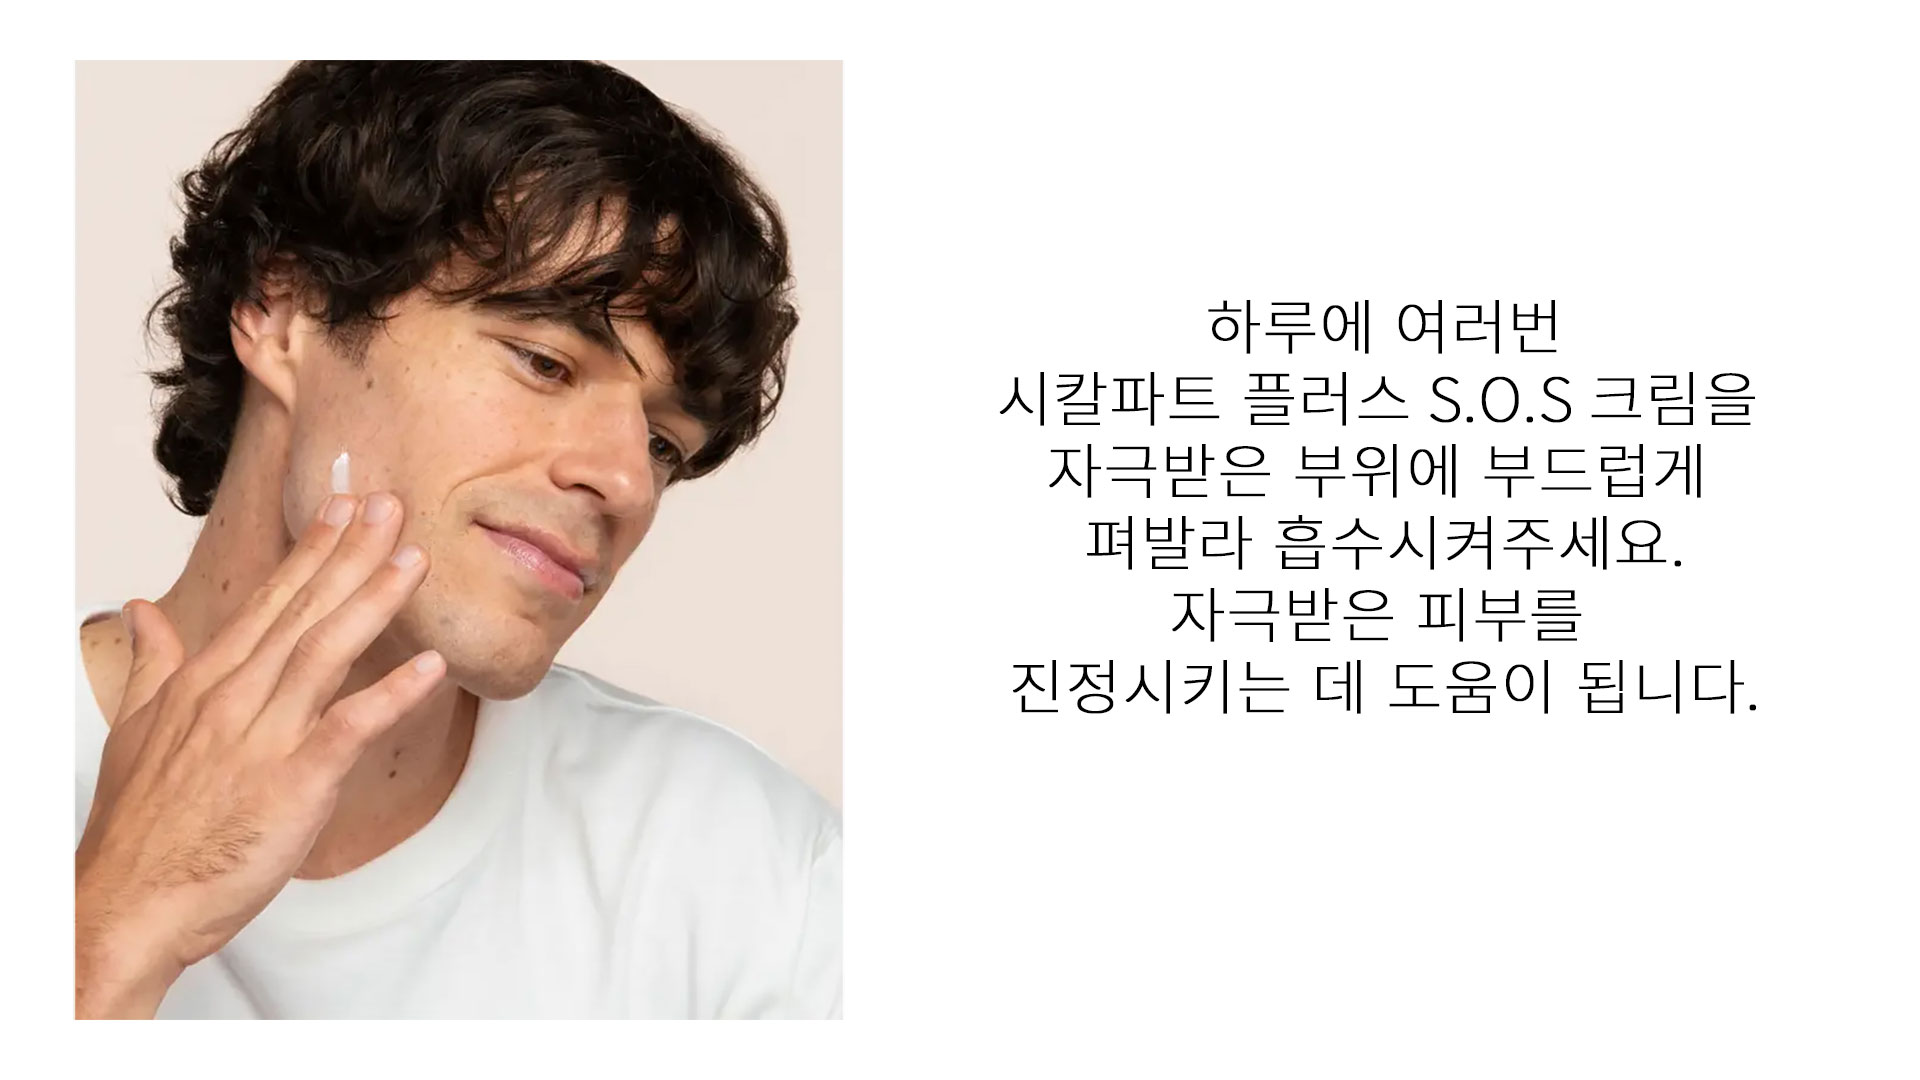 하루에 여러번
시칼파트 플러스 S.O.S 크림을
자극받은 부위에 부드럽게
펴발라 흡수시켜주세요.
자극받은 피부를
진정시키는 데 도움이 됩니다.